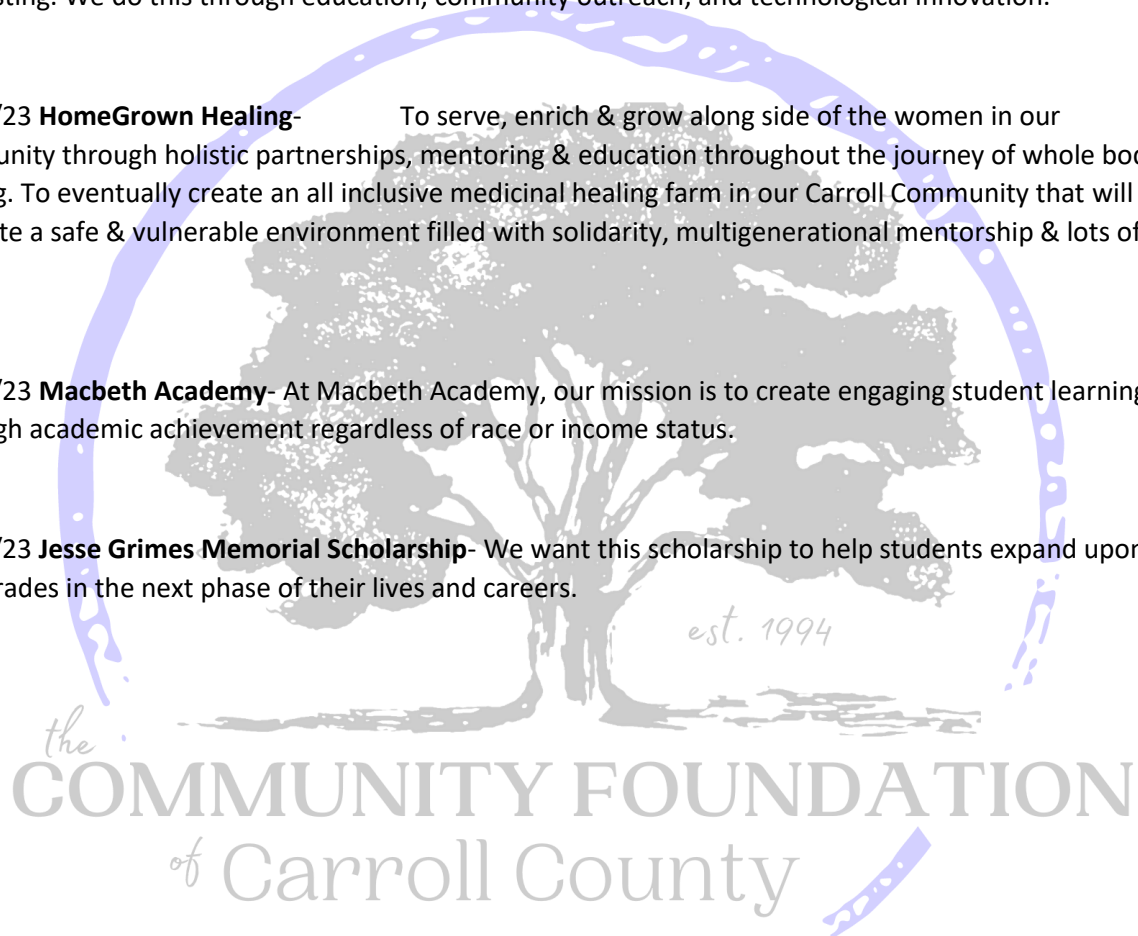 sting. We do this through education, community outreach, and technological innovation.
/23 HomeGrown Healing- To serve, enrich & grow along side of the women in our
unity through holistic partnerships, mentoring & education throughout the journey of whole bod
g. To eventually create an all inclusive medicinal healing farm in our Carroll Community that will
te a safe & vulnerable environment filled with solidarity, multigenerational mentorship & lots of
/23 Macbeth Academy- At Macbeth Academy, our mission is to create engaging student learning
gh academic achievement regardless of race or income status.
/23 Jesse Grimes Memorial Scholarship- We want this scholarship to help students expand upon
rades in the next phase of their lives and careers.
est. 1994
the
COMMUNITY FOUNDATION
of Carroll County